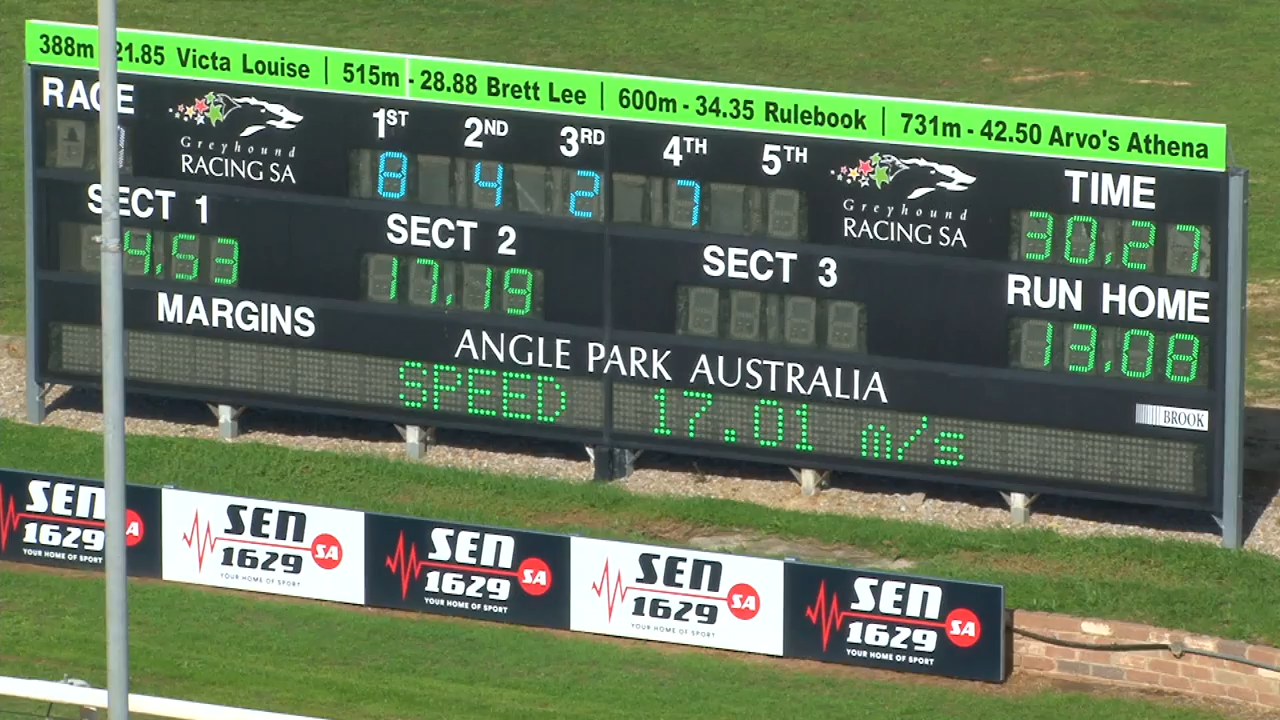 388m 21.85 Victa Louise | 515m - 28.88 Brett Lee | 600m - 34.35 Rulebook | 731m - 42.50 Arvo's Athena
RACE
Greyhound
RACING SA
1ST 2ND 3RD 4TH 5TH
8 4 2 7
Greyhound
RACING SA
TIME
30.27
SECT 1
4.53
SECT 2
17.19
SECT 3
RUN HOME
13.08
MARGINS
ANGLE PARK AUSTRALIA
SPEED 17.01 m/s
BROOK
SEN
1629 A
YOUR HOME OF SPORT
SEN
1629 SA
YOUR HOME OF SPORT
SEN
1629 SA
YOUR HOME OF SPORT
SEN
1629 SA
YOUR HOME OF SPORT
SEN
1629 SA
YOUR HOME OF SPORT